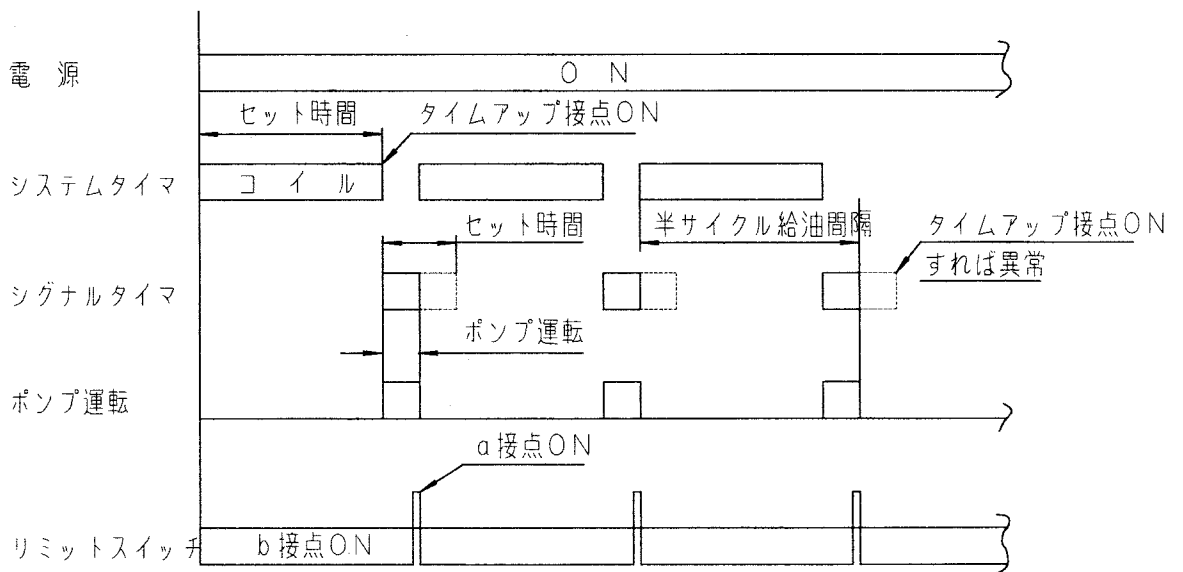 電 源
ON
セット時間
タイムアップ接点ON
システムタイマ
コイル
セット時間
半サイクル給油間隔
タイムアップ接点ON
すれば異常
シグナルタイマ
ポンプ運転
ポンプ運転
a接点ON
リミットスイッチ
b接点ON